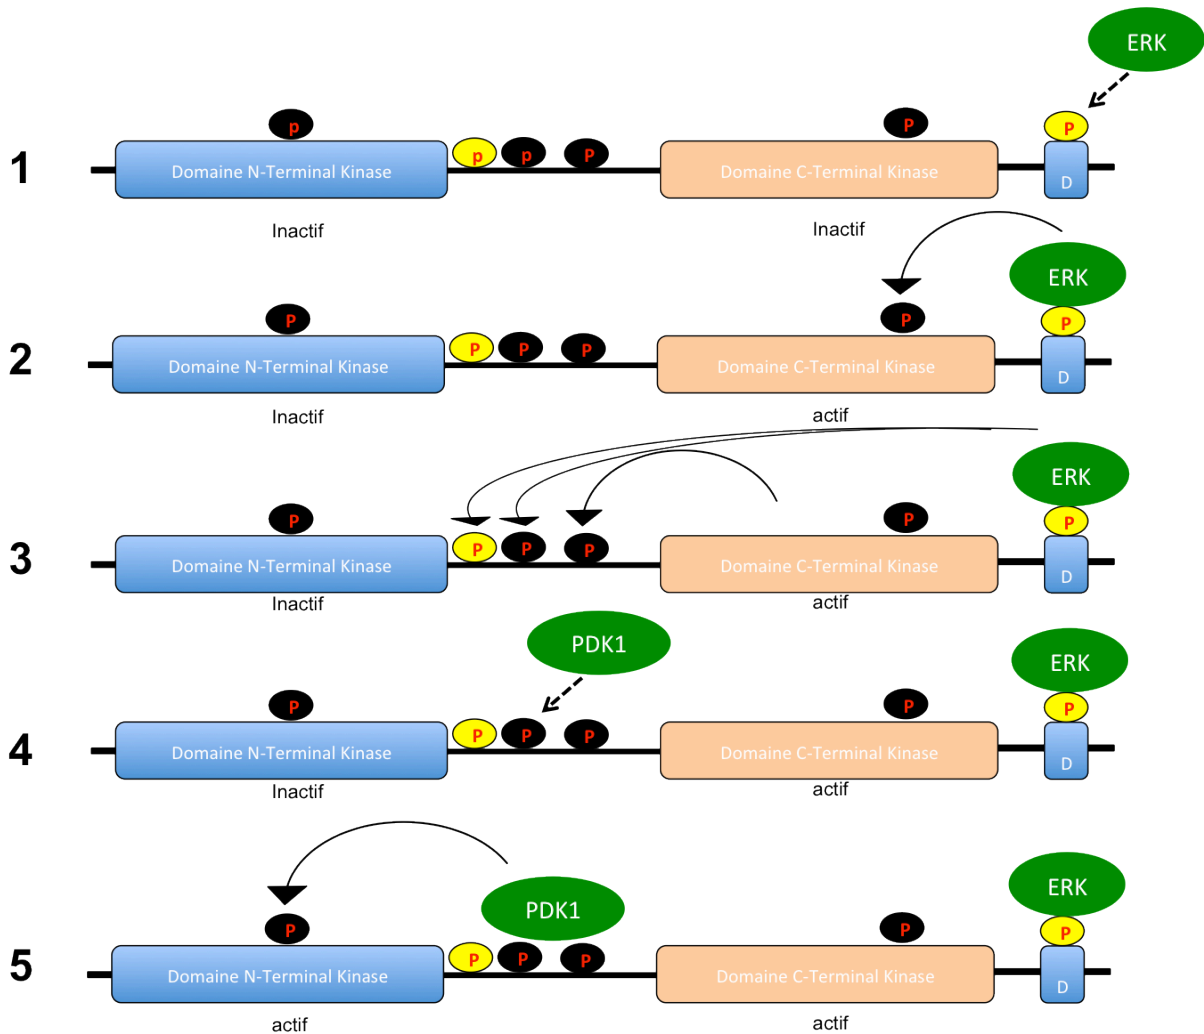 ERK
p
p
p
P
P
P
1
Domaine N-Terminal Kinase
Domaine C-Terminal Kinase
D
Inactif
Inactif
ERK
P
P
P
P
P
P
2
Domaine N-Terminal Kinase
Domaine C-Terminal Kinase
D
Inactif
actif
ERK
P
P
P
P
P
P
3
Domaine N-Terminal Kinase
Domaine C-Terminal Kinase
D
Inactif
actif
PDK1
ERK
P
P
P
P
P
P
4
Domaine N-Terminal Kinase
Domaine C-Terminal Kinase
D
Inactif
actif
PDK1
ERK
P
P
P
P
P
P
5
Domaine N-Terminal Kinase
Domaine C-Terminal Kinase
D
actif
actif